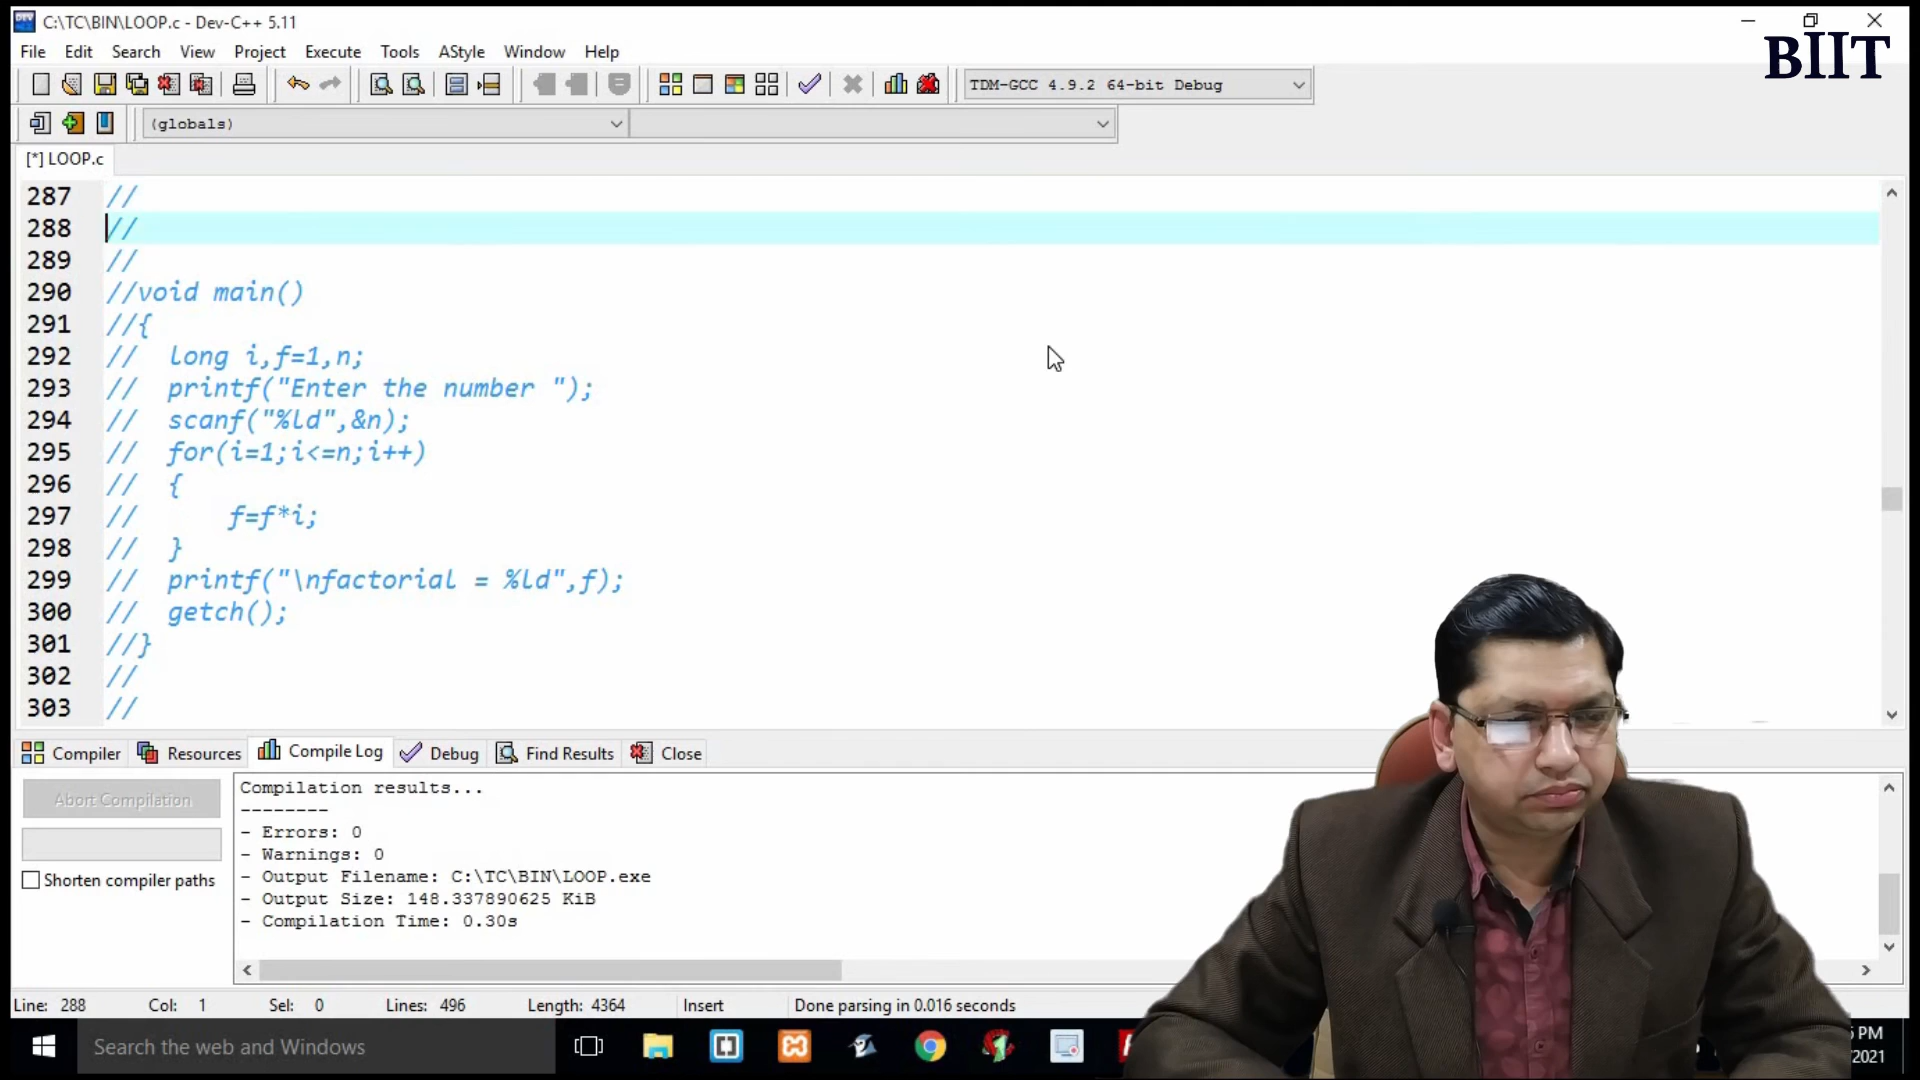 C:\TC\BIN\LOOP.c - Dev-C++ 5.11
BIIT
File Edit Search View Project Execute Tools AStyle Window Help
TDM-GCC 4.9.2 64-bit Debug
(globals)
[*] LOOP.c
287 //
288 //
289 //
290 //void main()
291 //{
292 // long i,f=1,n;
293 // printf("Enter the number ");
294 // scanf("%ld",&n);
295 // for(i=1;i<=n;i++)
296 // {
297 // f=f*i;
298 // }
299 // printf("\nfactorial = %ld",f);
300 // getch();
301 //}
302 //
303 //
Compiler Resources Compile Log Debug Find Results Close
Abort Compilation
Shorten compiler paths
Compilation results...
--------
- Errors: 0
- Warnings: 0
- Output Filename: C:\TC\BIN\LOOP.exe
- Output Size: 148.337890625 KiB
- Compilation Time: 0.30s
Line: 288 Col: 1 Sel: 0 Lines: 496 Length: 4364 Insert Done parsing in 0.016 seconds
Search the web and Windows
PM
2021